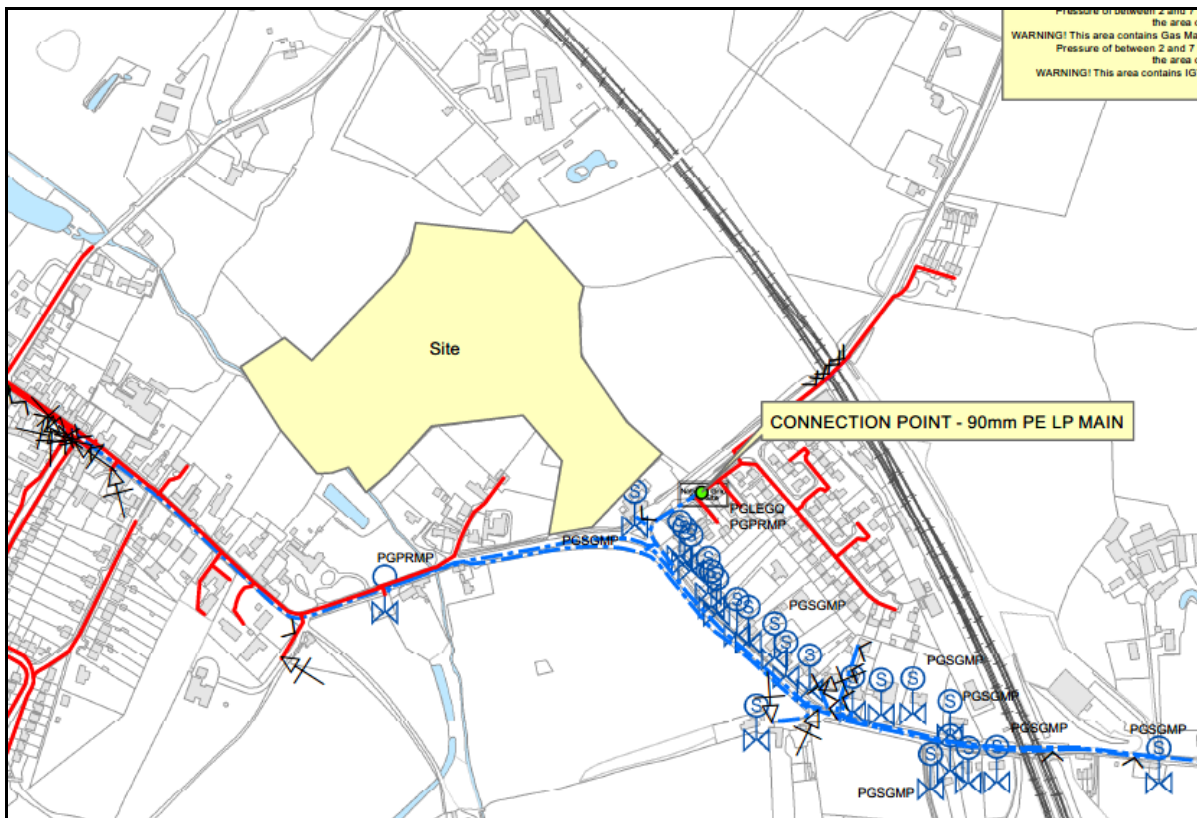 Pressure of between 2 and 7
the area o
WARNING! This area contains Gas Ma
Pressure of between 2 and 7
the area o
WARNING! This area contains IG
Site
CONNECTION POINT - 90mm PE LP MAIN
S
PGLEGQ
PGPRMP
PGPRMP
PGSGMP
S
S
S
S
S
S
S
PGSGMP
S
S
S
PGSGMP
S
S
S
PGSGMP
S
S
PGSGMP
PGSGMP
S
S
S
S
S
PGSGMP